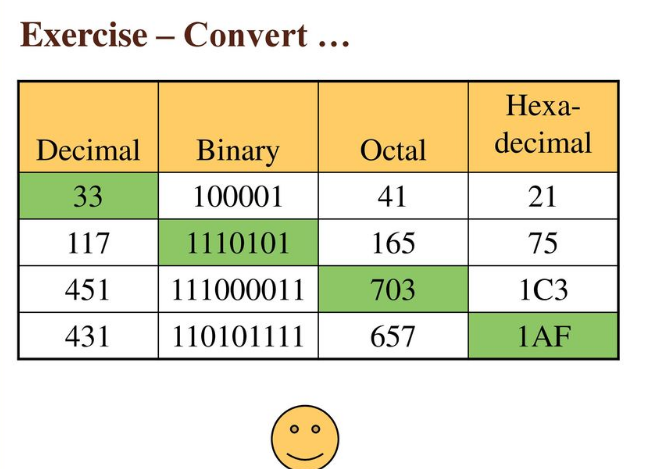 Exercise – Convert …
Hexa-
Decimal Binary Octal decimal
33 100001 41 21
117 1110101 165 75
451 111000011 703 1C3
431 110101111 657 1AF